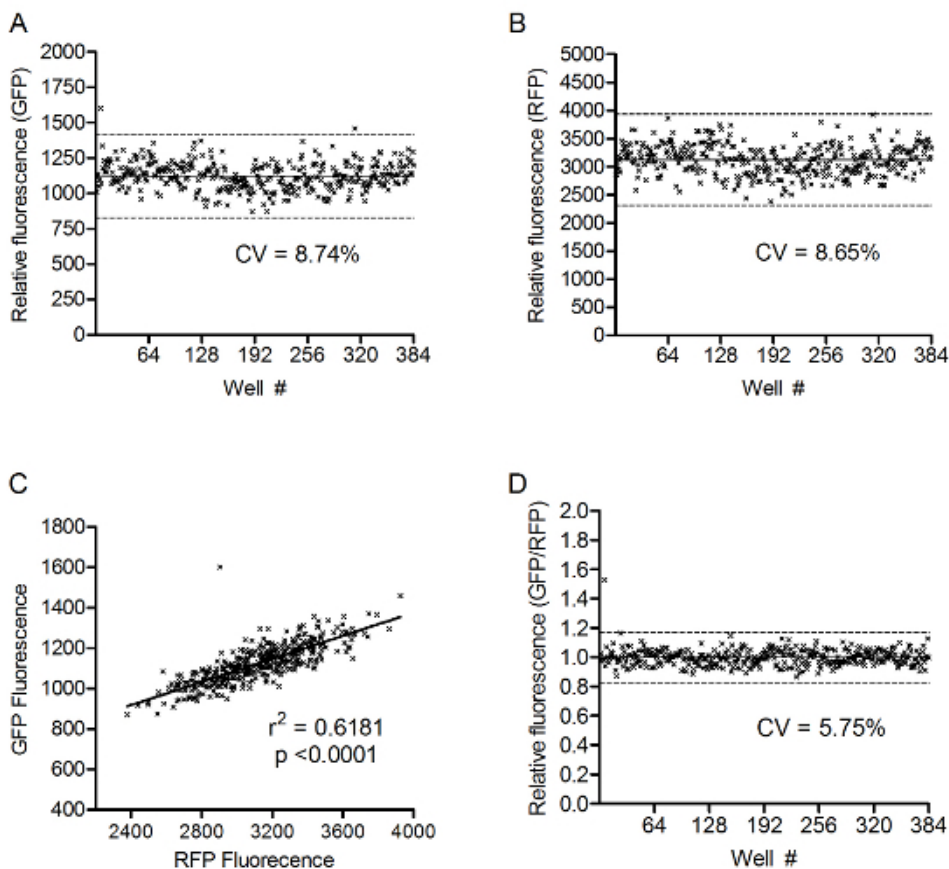 A
Relative fluorescence (GFP)
2000
1750
1500
1250
1000
750
500
250
0
CV = 8.74%
64 128 192 256 320 384
Well #
B
Relative fluorescence (RFP)
5000
4500
4000
3500
3000
2500
2000
1500
1000
500
0
CV = 8.65%
64 128 192 256 320 384
Well #
C
GFP Fluorescence
1800
1600
1400
1200
1000
800
600
400
r² = 0.6181
p <0.0001
2400 2800 3200 3600 4000
RFP Fluorecence
D
Relative fluorescence (GFP/RFP)
2.0
1.8
1.6
1.4
1.2
1.0
0.8
0.6
0.4
0.2
0.0
CV = 5.75%
64 128 192 256 320 384
Well #